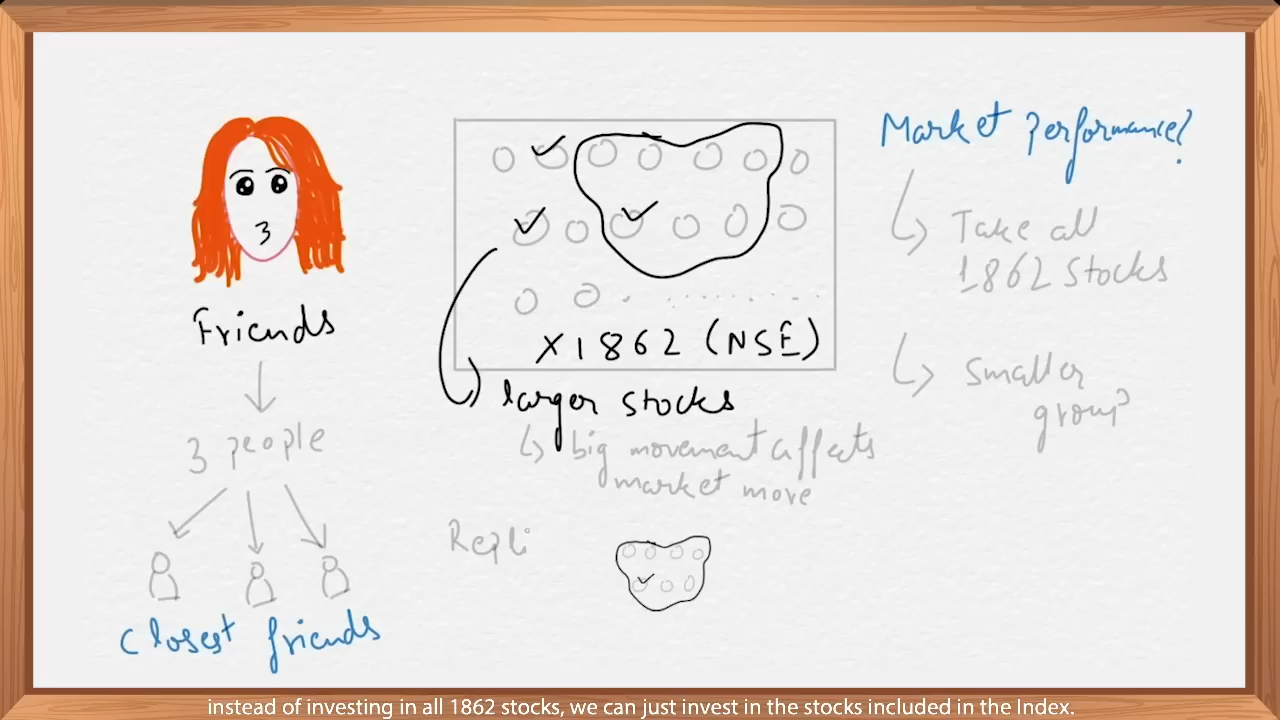 Friends
3 people
closest friends
X1862 (NSE)
larger stocks
big movement affects
market move
Repli
Market performance?
Take all
1862 stocks
smaller
group?
instead of investing in all 1862 stocks, we can just invest in the stocks included in the Index.